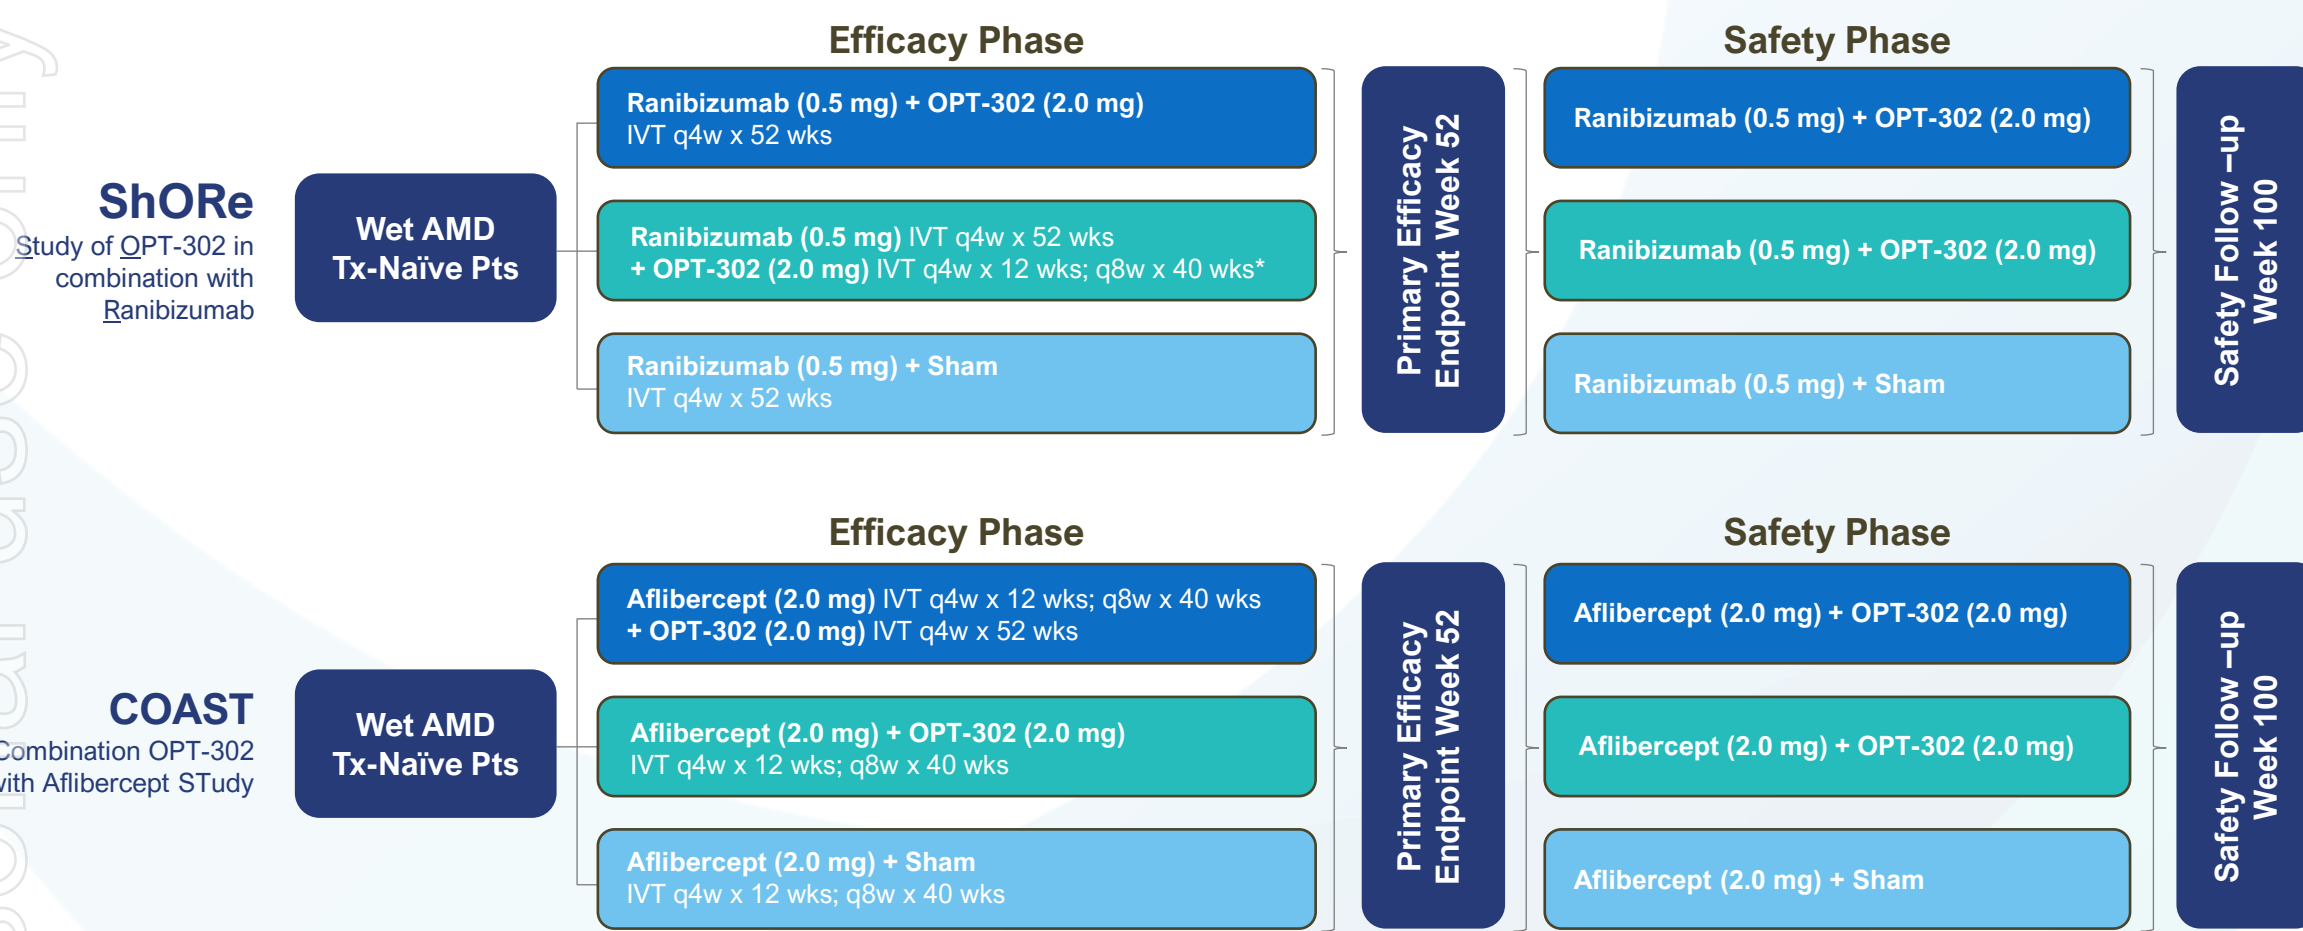 Efficacy Phase
Safety Phase
ShORe
Study of OPT-302 in
combination with
Ranibizumab
Wet AMD
Tx-Naïve Pts
Ranibizumab (0.5 mg) + OPT-302 (2.0 mg)
IVT q4w x 52 wks
Ranibizumab (0.5 mg) IVT q4w x 52 wks
+ OPT-302 (2.0 mg) IVT q4w x 12 wks; q8w x 40 wks*
Ranibizumab (0.5 mg) + Sham
IVT q4w x 52 wks
Primary Efficacy
Endpoint Week 52
Ranibizumab (0.5 mg) + OPT-302 (2.0 mg)
Ranibizumab (0.5 mg) + OPT-302 (2.0 mg)
Ranibizumab (0.5 mg) + Sham
Safety Follow –up
Week 100
Efficacy Phase
Safety Phase
COAST
Combination OPT-302
with Aflibercept STudy
Wet AMD
Tx-Naïve Pts
Aflibercept (2.0 mg) IVT q4w x 12 wks; q8w x 40 wks
+ OPT-302 (2.0 mg) IVT q4w x 52 wks
Aflibercept (2.0 mg) + OPT-302 (2.0 mg)
IVT q4w x 12 wks; q8w x 40 wks
Aflibercept (2.0 mg) + Sham
IVT q4w x 12 wks; q8w x 40 wks
Primary Efficacy
Endpoint Week 52
Aflibercept (2.0 mg) + OPT-302 (2.0 mg)
Aflibercept (2.0 mg) + OPT-302 (2.0 mg)
Aflibercept (2.0 mg) + Sham
Safety Follow –up
Week 100